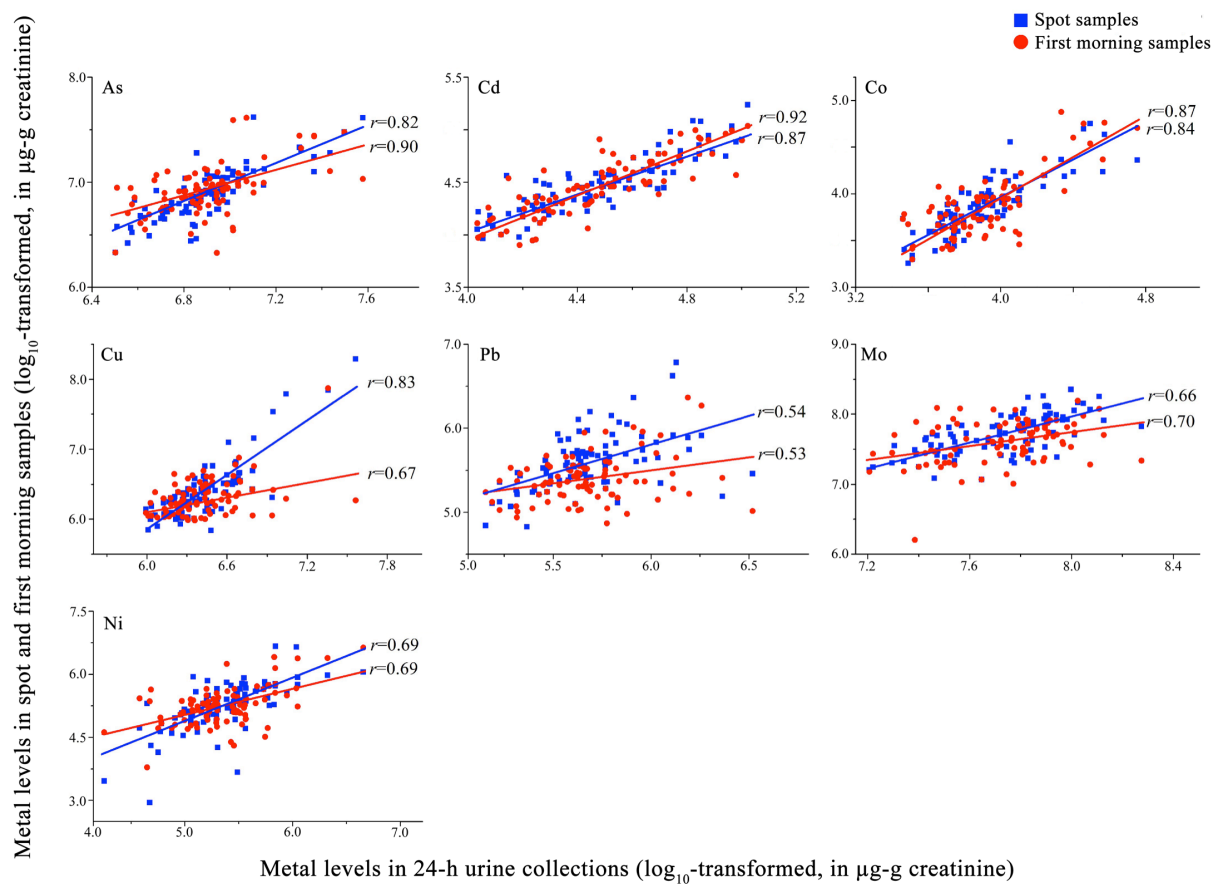 Spot samples
First morning samples
Metal levels in spot and first morning samples (log10-transformed, in µg-g creatinine)
As
8.0
7.0
6.0
6.4
6.8
7.2
7.6
r=0.82
r=0.90
Cd
5.5
4.5
3.5
4.0
4.4
4.8
5.2
r=0.92
r=0.87
Co
5.0
4.0
3.0
3.2
4.0
4.8
r=0.87
r=0.84
Cu
8.0
7.0
6.0
6.0
6.6
7.2
7.8
r=0.83
r=0.67
Pb
7.0
6.0
5.0
5.0
5.5
6.0
6.5
r=0.54
r=0.53
Mo
9.0
8.0
7.0
6.0
7.2
7.6
8.0
8.4
r=0.66
r=0.70
Ni
7.5
6.0
4.5
3.0
4.0
5.0
6.0
7.0
r=0.69
r=0.69
Metal levels in 24-h urine collections (log10-transformed, in µg-g creatinine)